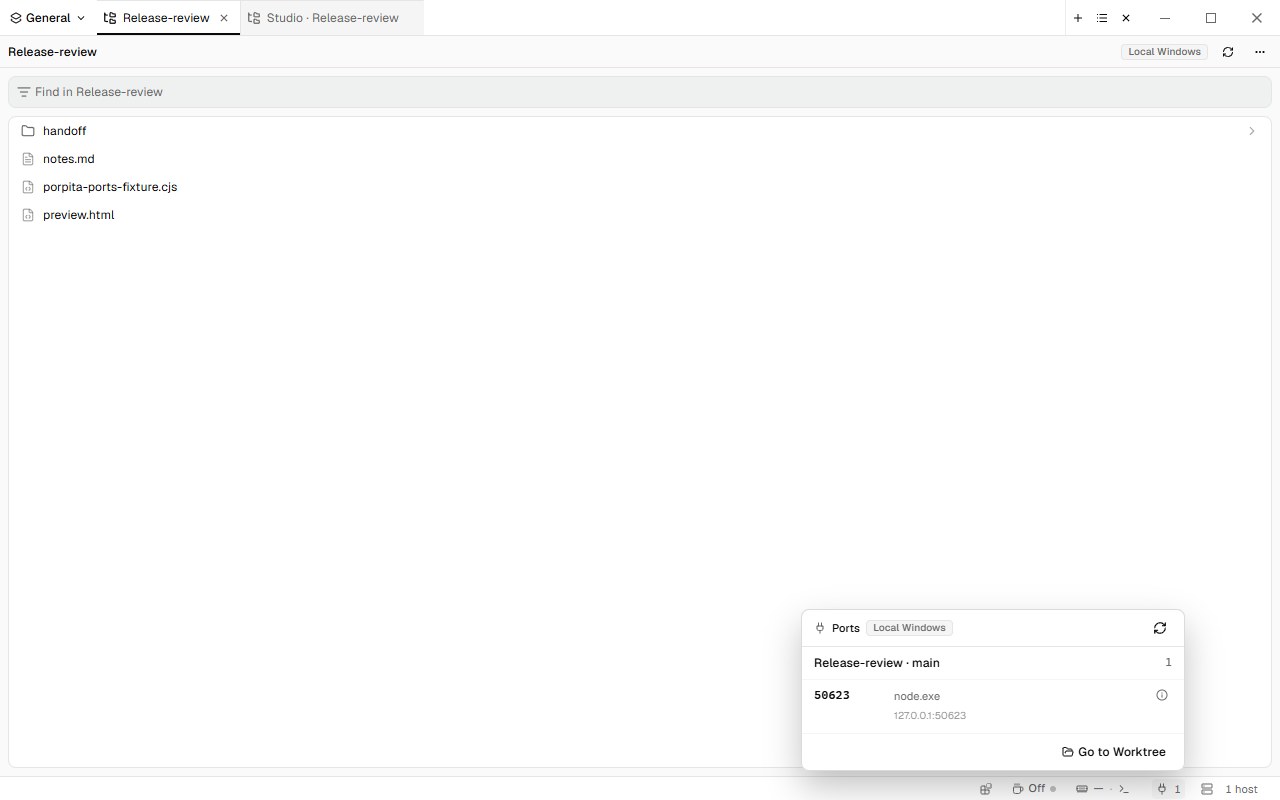 General
Release-review
Studio · Release-review
Release-review
Local Windows
Find in Release-review
handoff
notes.md
porpita-ports-fixture.cjs
preview.html
Ports
Local Windows
Release-review · main
1
50623
node.exe
127.0.0.1:50623
Go to Worktree
Off
— ·
1
1 host